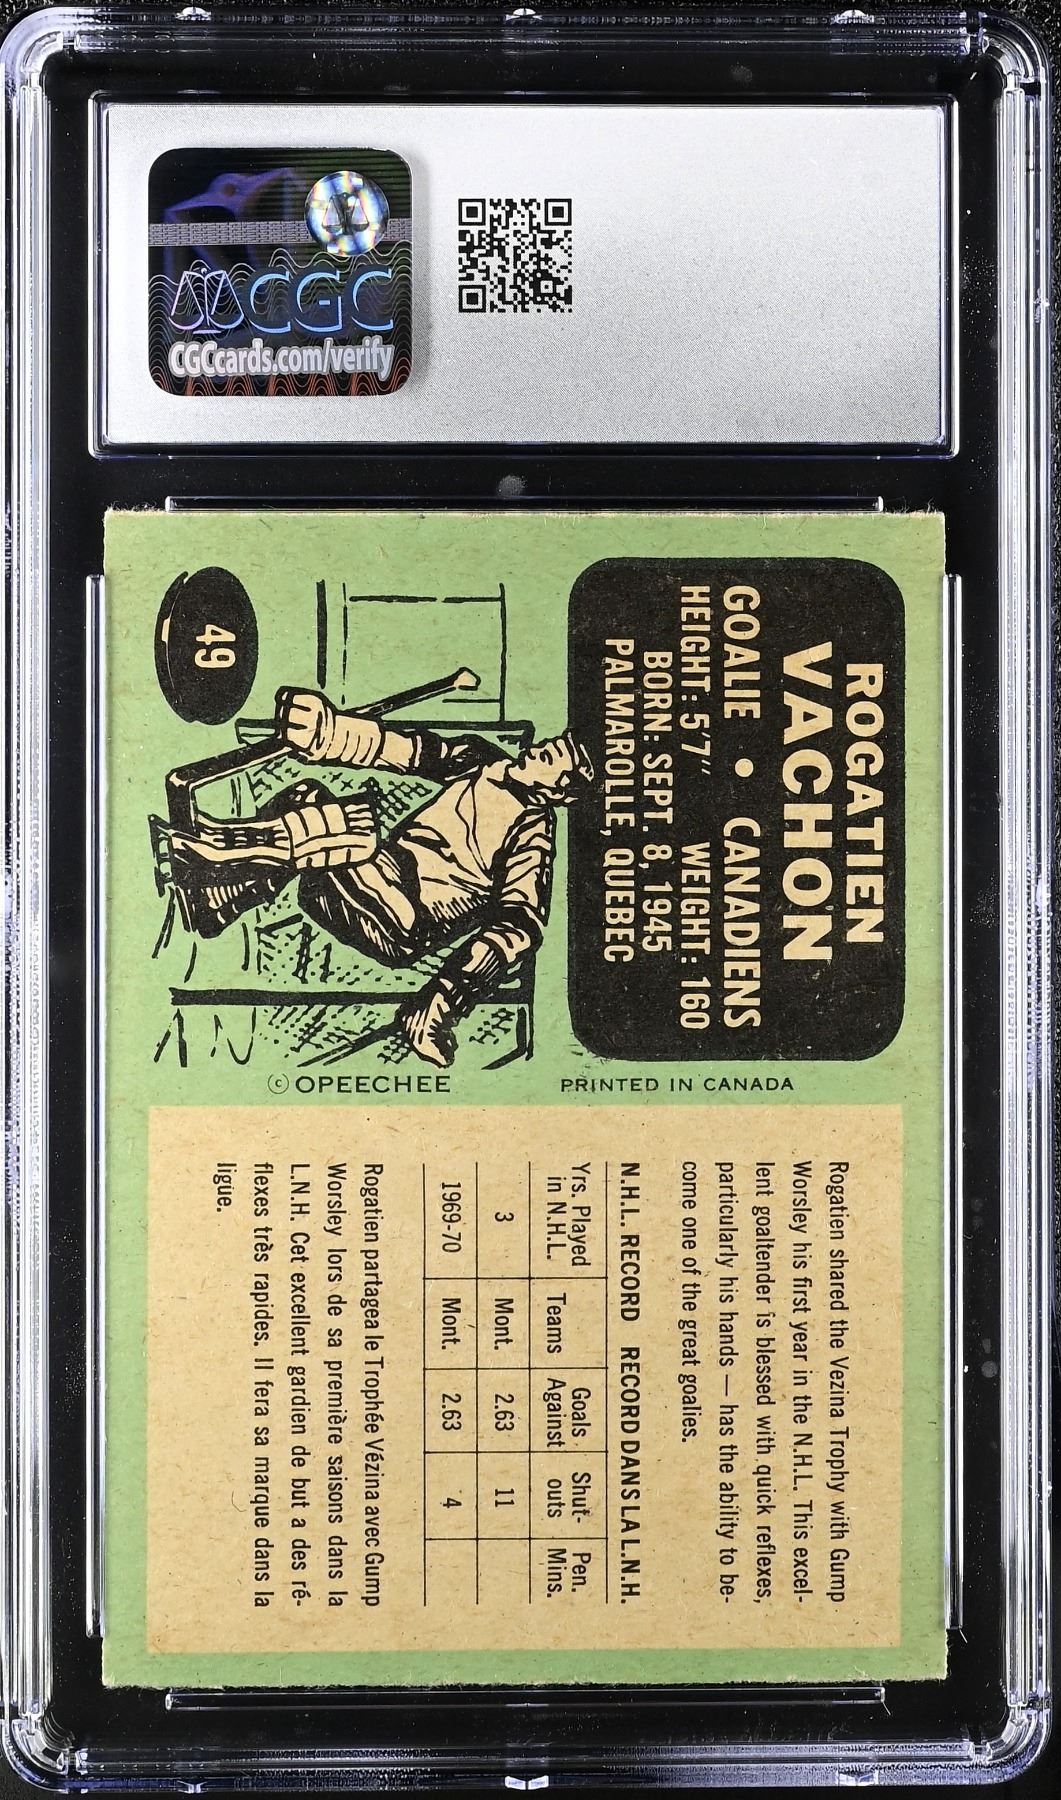 CGC
CGCcards.com/verify
ROGATIEN
VACHON
GOALIE • CANADIENS
HEIGHT: 5'7" WEIGHT: 160
BORN: SEPT. 8, 1945
PALMAROLLE, QUEBEC
49
© OPEECHEE
PRINTED IN CANADA
Rogatien shared the Vezina Trophy with Gump
Worsley his first year in the N.H.L. This excel-
lent goaltender is blessed with quick reflexes,
particularly his hands — has the ability to be-
come one of the great goalies.
N.H.L. RECORD RECORD DANS LA L.N.H.
Yrs. Played in N.H.L. Teams Goals Against Shut-outs Pen. Mins.
3 Mont. 2.63 11
1969-70 Mont. 2.63 4
Rogatien partagea le Trophée Vézina avec Gump
Worsley lors de sa première saisons dans la
L.N.H. Cet excellent gardien de but a des ré-
flexes très rapides. Il fera sa marque dans la
ligue.